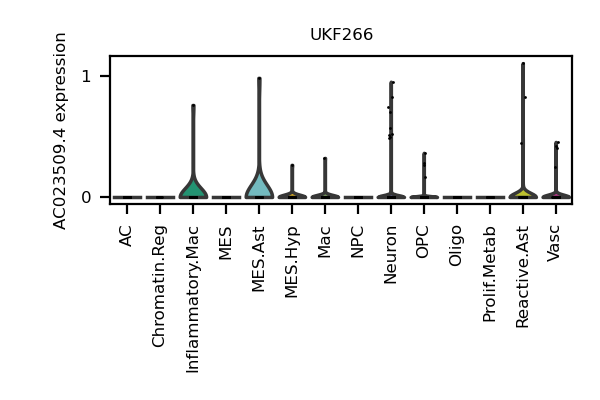 UKF266
AC023509.4 expression
1
0
AC
Chromatin.Reg
Inflammatory.Mac
MES
MES.Ast
MES.Hyp
Mac
NPC
Neuron
OPC
Oligo
Prolif.Metab
Reactive.Ast
Vasc